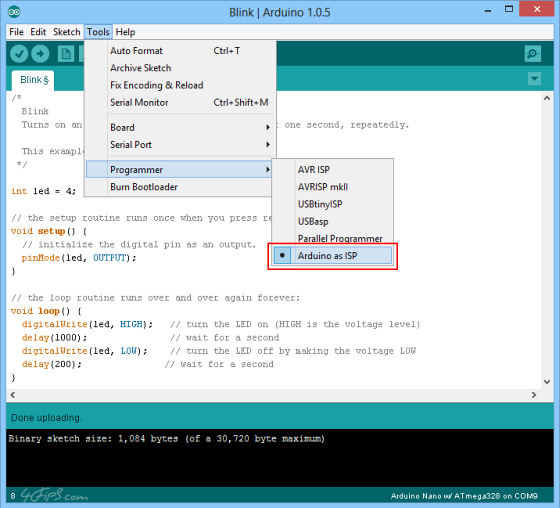 Blink | Arduino 1.0.5
File Edit Sketch Tools Help
Auto Format Ctrl+T
Archive Sketch
Fix Encoding & Reload
Serial Monitor Ctrl+Shift+M
Board
Serial Port
Programmer
Burn Bootloader
AVR ISP
AVRISP mkII
USBtinyISP
USBasp
Parallel Programmer
Arduino as ISP
Blink §
/*
Blink
Turns on an or one second, repeatedly.
This example
*/
int led = 4;
// the setup routine runs once when you press
void setup() {
// initialize the digital pin as an output.
pinMode(led, OUTPUT);
}
// the loop routine runs over and over again forever:
void loop() {
digitalWrite(led, HIGH); // turn the LED on (HIGH is the voltage level)
delay(1000); // wait for a second
digitalWrite(led, LOW); // turn the LED off by making the voltage LOW
delay(200); // wait for a second
}
Done uploading.
Binary sketch size: 1,084 bytes (of a 30,720 byte maximum)
8 40Fips.com Arduino Nano w/ ATmega328 on COM9